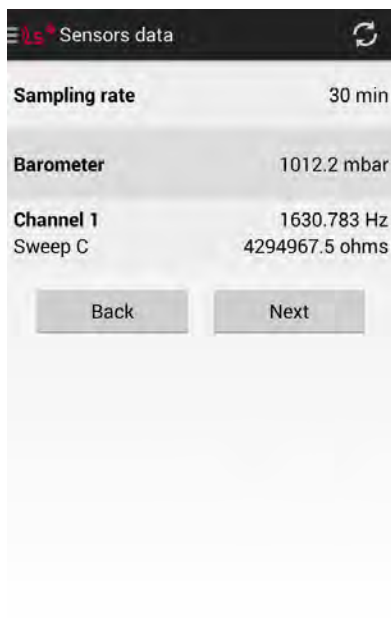 Ls Sensors data
Sampling rate 30 min
Barometer 1012.2 mbar
Channel 1 1630.783 Hz
Sweep C 4294967.5 ohms
Back Next